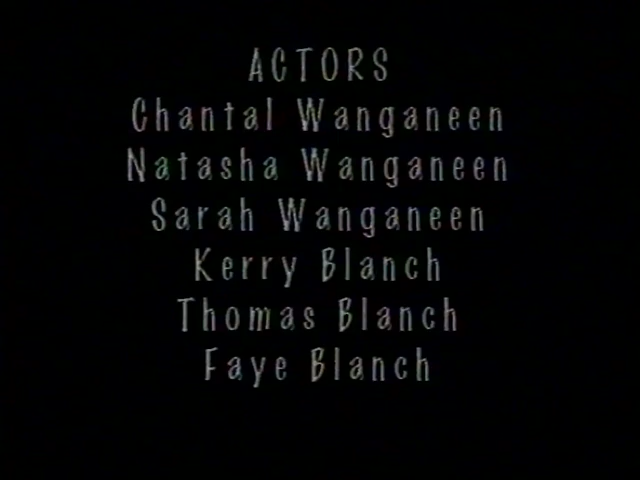 ACTORS
Chantal Wanganeen
Natasha Wanganeen
Sarah Wanganeen
Kerry Blanch
Thomas Blanch
Faye Blanch